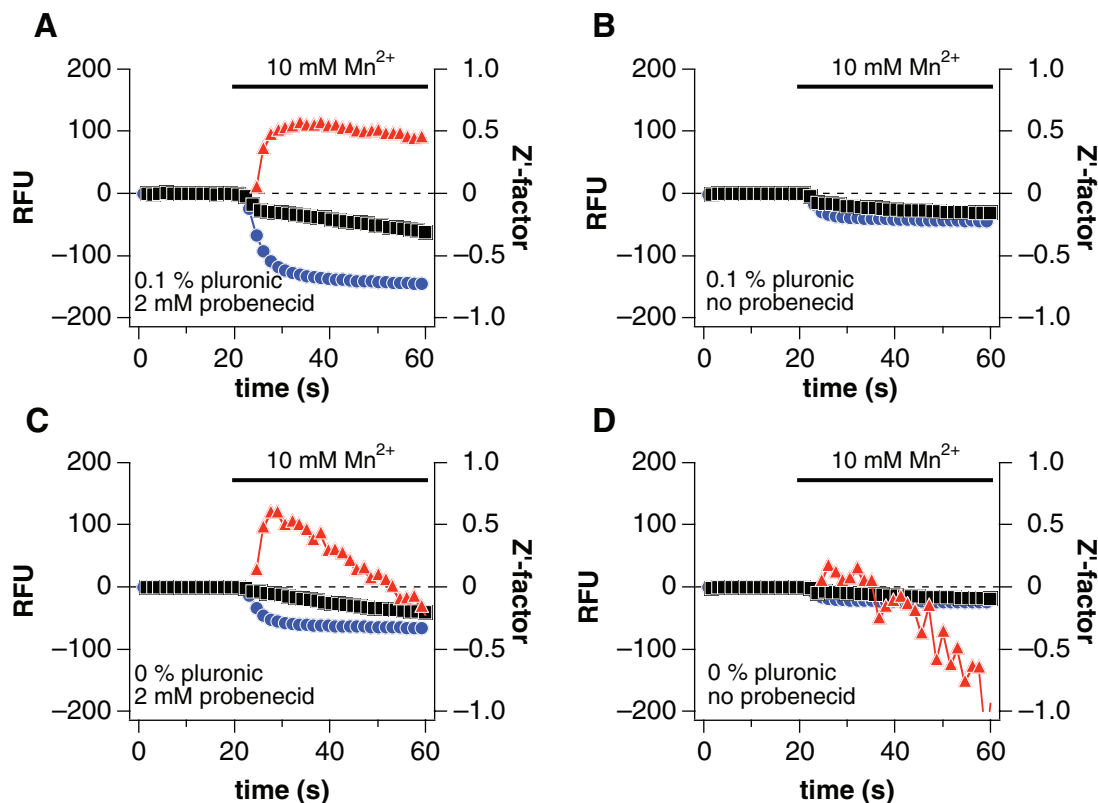 A
200
100
0
−100
−200
RFU
10 mM Mn2+
1.0
0.5
0
−0.5
−1.0
Z'-factor
0.1 % pluronic
2 mM probenecid
0 20 40 60
time (s)
B
200
100
0
−100
−200
RFU
10 mM Mn2+
1.0
0.5
0
−0.5
−1.0
Z'-factor
0.1 % pluronic
no probenecid
0 20 40 60
time (s)
C
200
100
0
−100
−200
RFU
10 mM Mn2+
1.0
0.5
0
−0.5
−1.0
Z'-factor
0 % pluronic
2 mM probenecid
0 20 40 60
time (s)
D
200
100
0
−100
−200
RFU
10 mM Mn2+
1.0
0.5
0
−0.5
−1.0
Z'-factor
0 % pluronic
no probenecid
0 20 40 60
time (s)